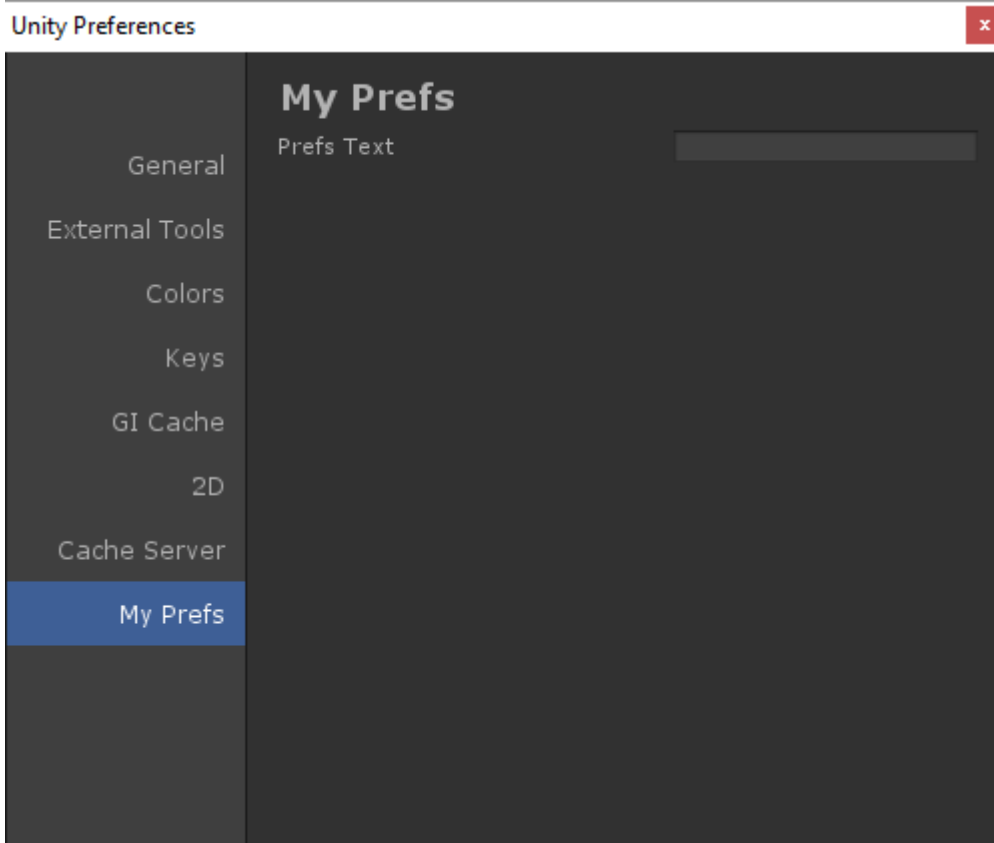 Unity Preferences
x
General
External Tools
Colors
Keys
GI Cache
2D
Cache Server
My Prefs
My Prefs
Prefs Text